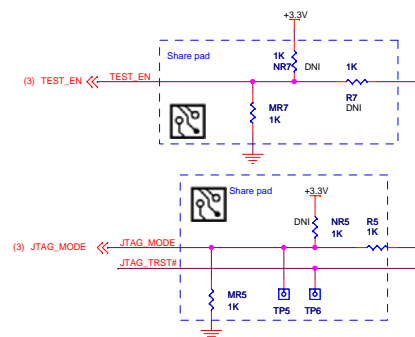 +3.3V
Share pad
1K
1K
NR7 DNI
(3) TEST_EN TEST_EN
R7
DNI
MR7
1K
Share pad
+3.3V
DNI NR5 R5
1K 1K
(3) JTAG_MODE JTAG_MODE
JTAG_TRST#
MR5
1K
TP5 TP6